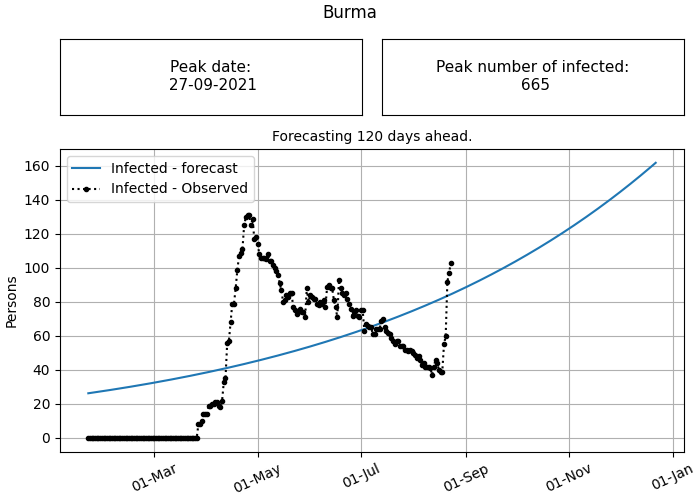 Burma
Peak date:
27-09-2021
Peak number of infected:
665
Forecasting 120 days ahead.
Infected - forecast
Infected - Observed
160
140
120
100
80
60
40
20
0
Persons
01-Mar
01-May
01-Jul
01-Sep
01-Nov
01-Jan